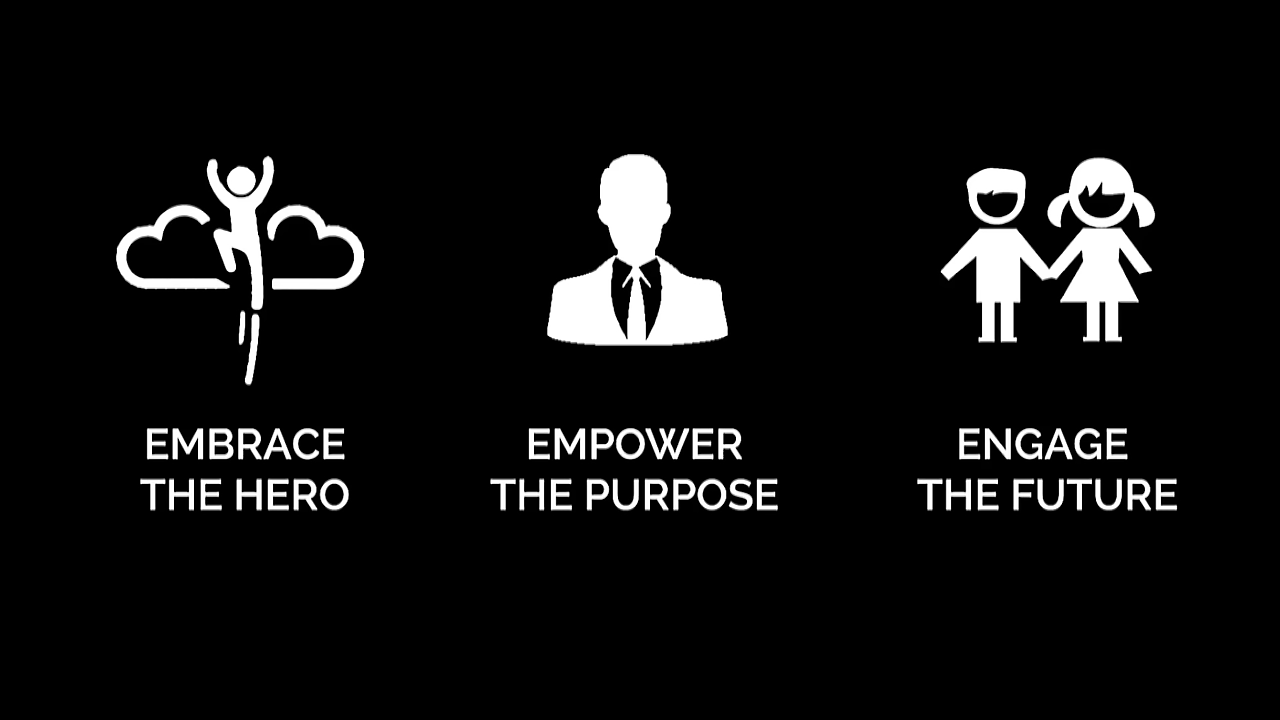 EMBRACE
THE HERO
EMPOWER
THE PURPOSE
ENGAGE
THE FUTURE